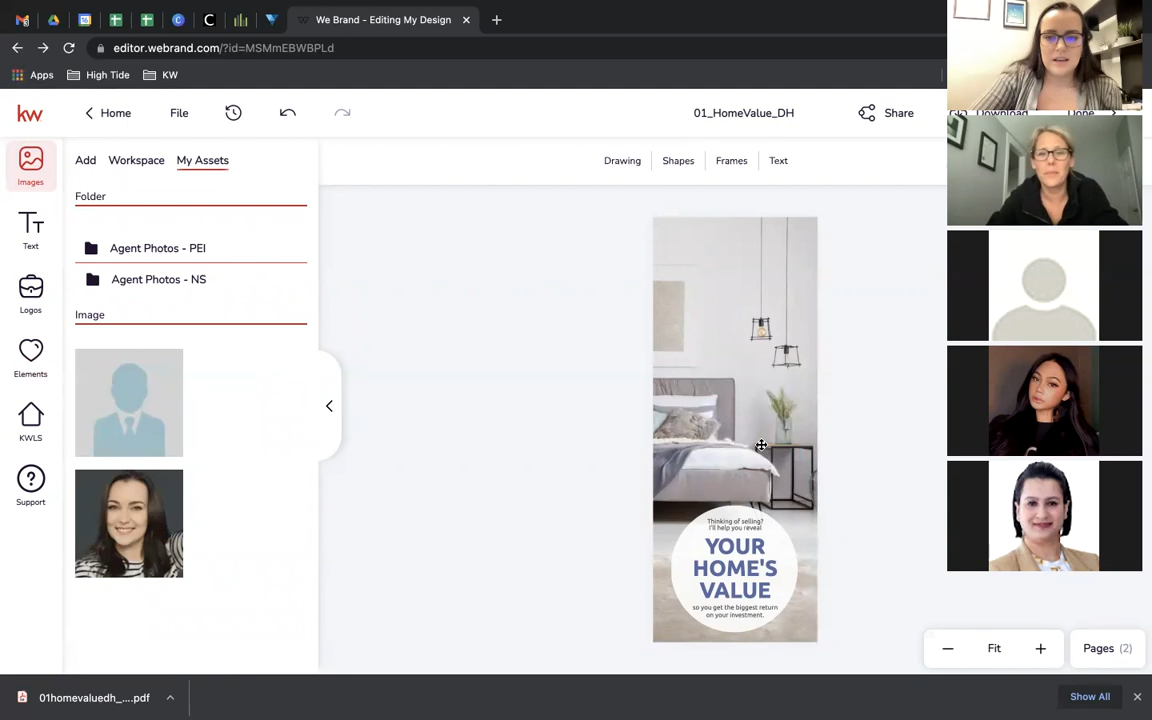 We Brand - Editing My Design
editor.webrand.com/?id=MSMmEBWBPLd
Apps
High Tide
KW
kw
Home
File
01_HomeValue_DH
Share
Download
Done
Images
Text
Logos
Elements
KWLS
Support
Add
Workspace
My Assets
Folder
Agent Photos - PEI
Agent Photos - NS
Image
Drawing
Shapes
Frames
Text
Thinking of selling?
I'll help you reveal
YOUR
HOME'S
VALUE
so you get the biggest return
on your investment.
Fit
Pages (2)
01homevaluedh_....pdf
Show All